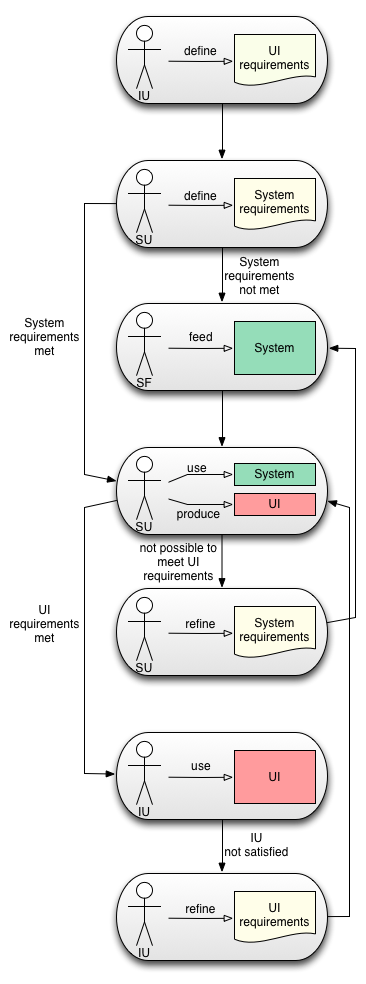 define
UI
requirements
IU
define
System
requirements
SU
System
requirements
not met
System
requirements
met
feed
System
SF
use
System
produce
UI
SU
not possible to
meet UI
requirements
UI
requirements
met
refine
System
requirements
SU
use
UI
IU
IU
not satisfied
refine
UI
requirements
IU